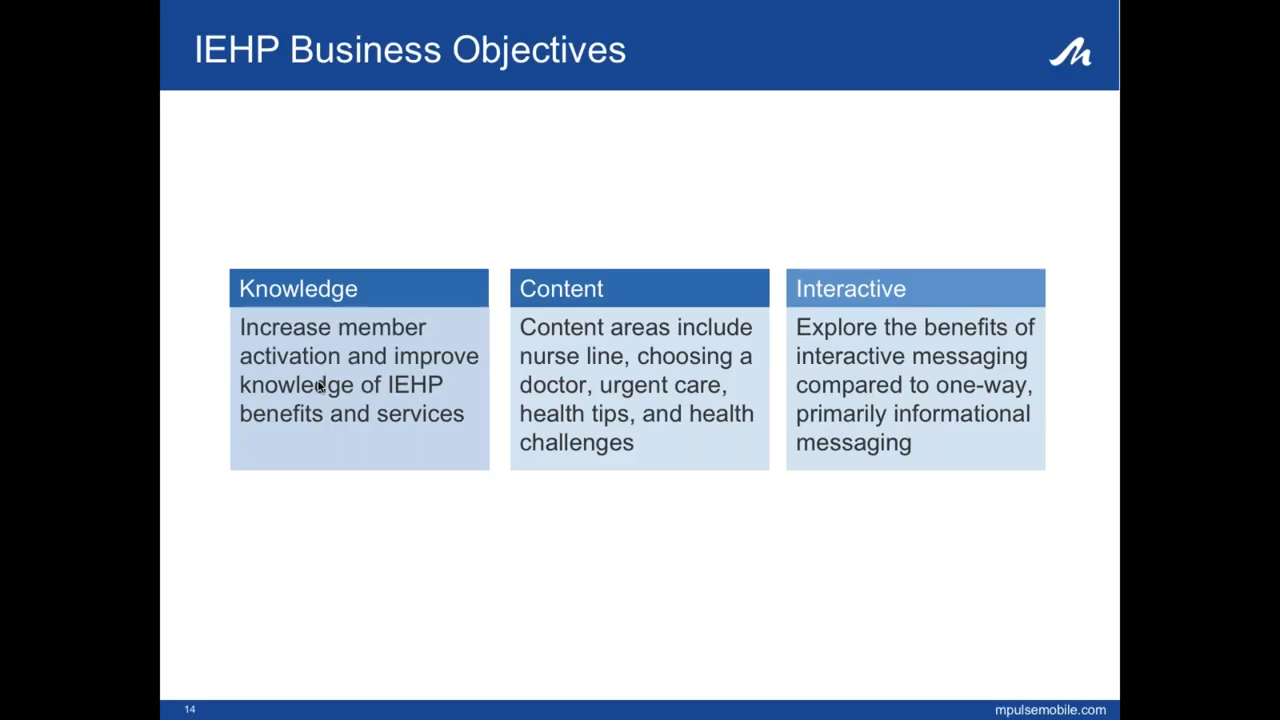 IEHP Business Objectives
Knowledge
Increase member
activation and improve
knowledge of IEHP
benefits and services
Content
Content areas include
nurse line, choosing a
doctor, urgent care,
health tips, and health
challenges
Interactive
Explore the benefits of
interactive messaging
compared to one-way,
primarily informational
messaging
14
mpulsemobile.com